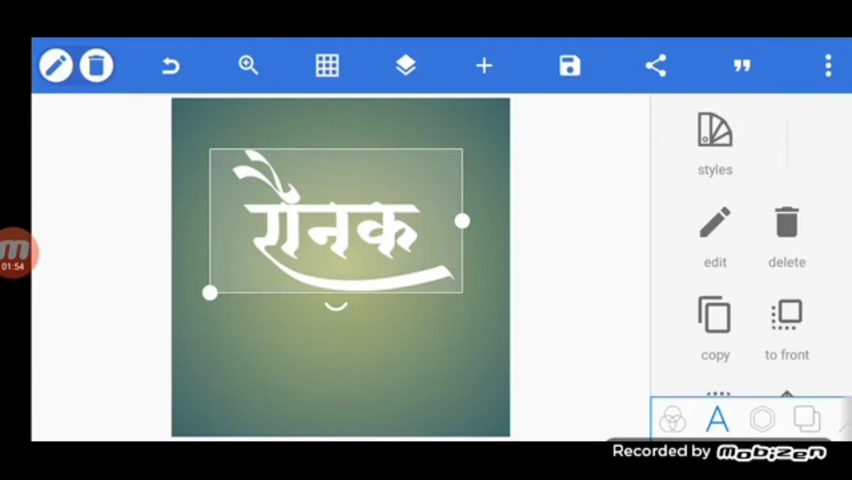 styles
रौनक
edit delete
copy to front
01:54
Recorded by mobizen